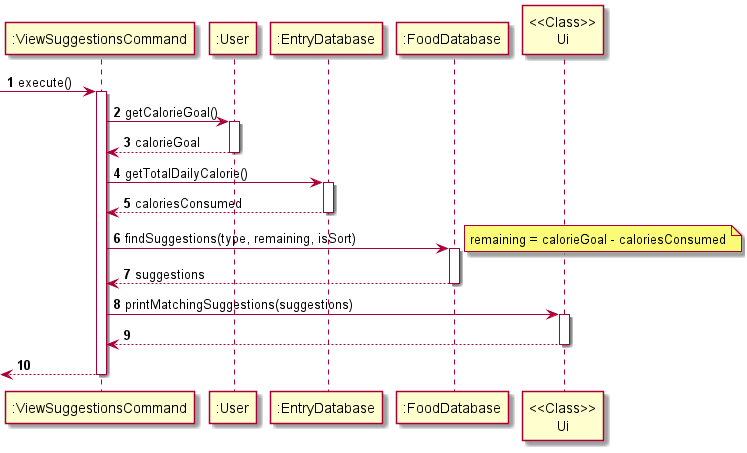 <<Class>>
:ViewSuggestionsCommand :User :EntryDatabase :FoodDatabase Ui
1 execute()
2 getCalorieGoal()
3 calorieGoal
4 getTotalDailyCalorie()
5 caloriesConsumed
6 findSuggestions(type, remaining, isSort) remaining = calorieGoal - caloriesConsumed
7 suggestions
8 printMatchingSuggestions(suggestions)
9
10
:ViewSuggestionsCommand :User :EntryDatabase :FoodDatabase <<Class>>
Ui